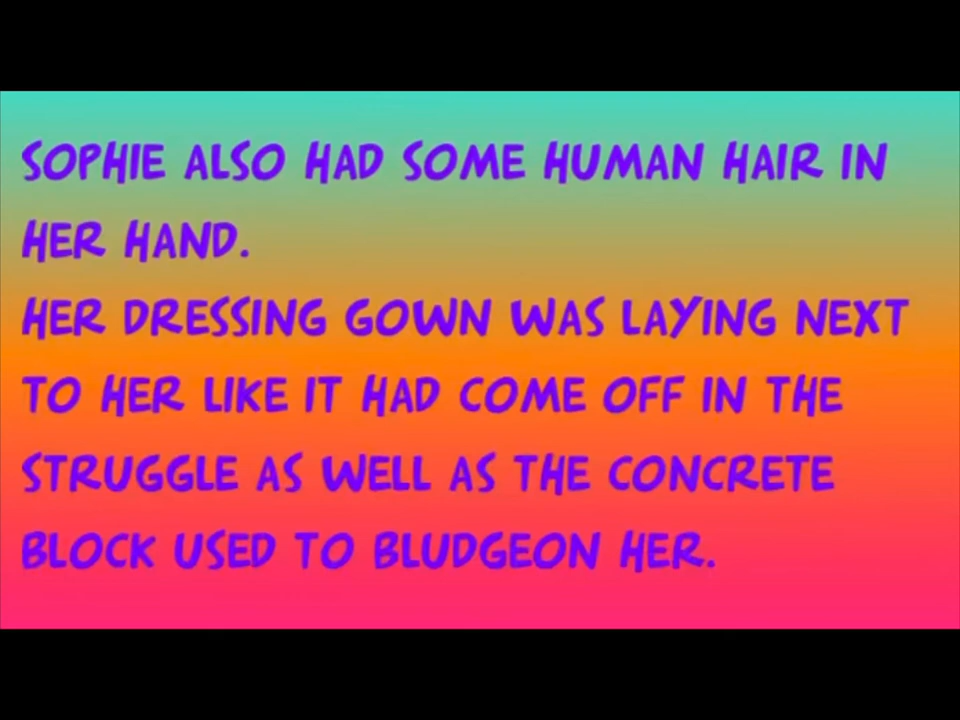 SOPHIE ALSO HAD SOME HUMAN HAIR IN
HER HAND.
HER DRESSING GOWN WAS LAYING NEXT
TO HER LIKE IT HAD COME OFF IN THE
STRUGGLE AS WELL AS THE CONCRETE
BLOCK USED TO BLUDGEON HER.